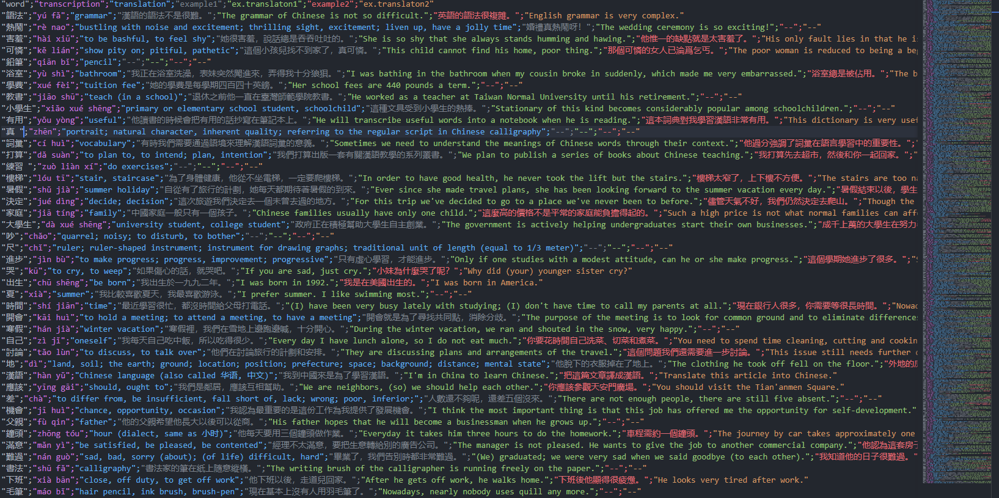 "word";"transcription";"translation";"example1";"ex.translaton1";"example2";"ex.translaton2"
"語法";"yú fǎ";"grammar";"漢語的語法不是很難。";"The grammar of Chinese is not so difficult.";"英語的語法很複雜。";"English grammar is very complex."
"熱鬧";"rè nao";"bustling with noise and excitement; thrilling sight, excitement; liven up, have a jolly time";"婚禮真熱鬧呀!";"The wedding ceremony is so exciting!";"--";"--"
"害羞";"hài xiū";"to be bashful, to feel shy";"她很害羞，說話總是吞吞吐吐的。";"She is so shy that she always stands humming and hawing.";"他惟一的缺點就是太害羞了。";"His only fault lies in that he is
"可憐";"kě lián";"show pity on; pitiful, pathetic";"這個小孩兒找不到家了，真可憐。";"This child cannot find his home, poor thing.";"那個可憐的女人已淪爲乞丐。";"The poor woman is reduced to being a be
"鉛筆";"qiān bǐ";"pencil";"--";"--";"--";"--"
"浴室";"yù shì";"bathroom";"我正在浴室洗澡，表妹突然闖進來，弄得我十分狼狽。";"I was bathing in the bathroom when my cousin broke in suddenly, which made me very embarrassed.";"浴室總是被佔用。";"The b
"學費";"xué fèi";"tuition fee";"她的學費是每學期四百四十英鎊。";"Her school fees are 440 pounds a term.";"--";"--"
"教書";"jiāo shū";"teach (in a school)";"退休之前他一直在臺灣師範學院教書。";"He worked as a teacher at Taiwan Normal University until his retirement.";"--";"--"
"小學生";"xiǎo xué shēng";"primary or elementary school student, schoolchild";"這種文具受到小學生的熱捧。";"Stationary of this kind becomes considerably popular among schoolchildren.";"--";"--"
"有用";"yǒu yòng";"useful";"他讀書的時候會把有用的話抄寫在筆記本上。";"He will transcribe useful words into a notebook when he is reading.";"這本詞典對我學習漢語非常有用。";"This dictionary is very usef
"真 ";"zhēn";"portrait; natural character, inherent quality; referring to the regular script in Chinese calligraphy";"--";"--";"--";"--"
"詞彙";"cí huì";"vocabulary";"有時我們需要通過語境來理解漢語詞彙的意義。";"Sometimes we need to understand the meanings of Chinese words through their context.";"他過分強調了詞彙在語言學習中的重要性。";"
"打算";"dǎ suàn";"to plan to, to intend; plan, intention";"我們打算出版一套有關漢語教學的系列叢書。";"We plan to publish a series of books about Chinese teaching.";"我打算先去超市，然後和你一起回家。";"
"練習 ";"zuò liàn xí";"do exercises";"--";"--";"--";"--"
"樓梯";"lóu tī";"stair, staircase";"為了身體健康，他從不坐電梯，一定要爬樓梯。";"In order to have good health, he never took the lift but the stairs.";"樓梯太窄了，上下樓不方便。";"The stairs are too na
"暑假";"shǔ jià";"summer holiday";"自從有了旅行的計劃，她每天都期待著暑假的到來。";"Ever since she made travel plans, she has been looking forward to the summer vacation every day.";"暑假結束以後，學生
"決定";"jué dìng";"decide; decision";"這次旅遊我們決定去一個未曾去過的地方。";"For this trip we've decided to go to a place we've never been to before.";"儘管天氣不好，我們仍然決定去爬山。";"Though the
"家庭";"jiā tíng";"family";"中國家庭一般只有一個孩子。";"Chinese families usually have only one child.";"這麼高的價格不是平常的家庭能負擔得起的。";"Such a high price is not what normal families can aff
"大學生";"dà xué shēng";"university student, college student";"政府正在積極幫助大學生自主創業。";"The government is actively helping undergraduates start their own businesses.";"成千上萬的大學生在努力
"吵";"chǎo";"quarrel; noisy; to disturb, to bother";"--";"--";"--";"--"
"尺";"chǐ";"ruler; ruler-shaped instrument; instrument for drawing graphs; traditional unit of length (equal to 1/3 meter)";"--";"--";"--";"--"
"進步";"jìn bù";"to make progress; progress, improvement; progressive";"只有虛心學習，才能進步。";"Only if one studies with a modest attitude, can he or she make progress.";"這個學期她進步了很多。";"
"哭";"kū";"to cry, to weep";"如果傷心的話，就哭吧。";"If you are sad, just cry.";"小妹為什麼哭了呢? ";"Why did (your) younger sister cry?"
"出生";"chū shēng";"be born";"我出生於一九九二年。";"I was born in 1992.";"我是在美國出生的。";"I was born in America."
"夏";"xià";"summer";"我比較喜歡夏天，我最喜歡游泳。";"I prefer summer. I like swimming most.";"--";"--"
"時間";"shí jiān";"time";"最近學習很忙，都沒時間給父母打電話。";"(I) have been very busy lately with studying; (I) don't have time to call my parents at all.";"現在銀行人很多，你需要等很長時間。";"Nowad
"開會";"kāi huì";"to hold a meeting; to attend a meeting, to have a meeting";"開會就是為了尋找共同點，消除分歧。";"The purpose of the meeting is to look for common ground and to eliminate differences
"寒假";"hán jià";"winter vacation";"寒假裡，我們在雪地上邊跑邊喊，十分開心。";"During the winter vacation, we ran and shouted in the snow, very happy.";"--";"--"
"自己";"zì jǐ";"oneself";"我每天自己吃中飯，所以吃得很少。";"Every day I have lunch alone, so I do not eat much.";"你要花時間自己洗菜、切菜和煮菜。";"You need to spend time cleaning, cutting and cookin
"討論";"tǎo lùn";"to discuss, to talk over";"他們在討論旅行的計劃和安排。";"They are discussing plans and arrangements of the travel.";"這個問題我們還需要進一步討論。";"This issue still needs further d
"地";"dì";"land, soil; the earth; ground; location; position; prefecture; space; background; distance; mental state";"他脫下的衣服掉在了地上。";"The clothing he took off fell on the floor.";"外地的
"漢語";"hàn yǔ";"Chinese language (also called 华语, 中文)";"我到中國來是為了學習漢語。";"I'm in China to learn Chinese.";"把這篇文章譯成漢語。";"Translate this article into Chinese."
"應該";"yīng gāi";"should, ought to";"我們是鄰居，應該互相幫助。";"We are neighbors, (so) we should help each other.";"你應該參觀天安門廣場。";"You should visit the Tian'anmen Square."
"差";"chà";"to differ from, be insufficient, fall short of, lack; wrong; poor, inferior;";"人數還不夠呢，還差五個沒來。";"There are not enough people, there are still five absent.";"--";"--"
"機會";"jī huì";"chance, opportunity, occasion";"我認為最重要的是這份工作為我提供了發展機會。";"I think the most important thing is that this job has offered me the opportunity for self-development."
"父親";"fù qin";"father";"他的父親希望他長大以後可以從商。";"His father hopes that he will become a businessman when he grows up.";"--";"--"
"鐘頭";"zhōng tóu";"hour (dialect, same as 小时)";"他每天要用三個鐘頭做作業。";"Everyday it takes him three hours to do the homework.";"車程需約一個鐘頭。";"The journey by car takes approximately one
"滿意";"mǎn yì";"be satisfied, be pleased, be contented";"經理不太滿意，要把生意轉給別的廣告公司。";"The manager is not pleased. He wants to give the job to another commercial company.";"他認為這套房子
"難過";"nán guò";"sad, bad, sorry (about); (of life) difficult, hard";"畢業了，我們告別時都非常難過。";"(We) graduated; we were very sad when we said goodbye (to each other).";"我知道他的日子很難過。"
"書法";"shū fǎ";"calligraphy";"書法家的筆在紙上隨意縱橫。";"The writing brush of the calligrapher is running freely on the paper.";"--";"--"
"下班";"xià bān";"close, off duty, to get off work";"他下班以後，走道兒回家。";"After he gets off work, he walks home.";"下班後他顯得很疲憊。";"He looks very tired after work."
"毛筆";"máo bǐ";"hair pencil, ink brush, brush-pen";"現在基本上沒有人用羽毛筆了。";"Nowadays, nearly nobody uses quill any more.";"--";"--"